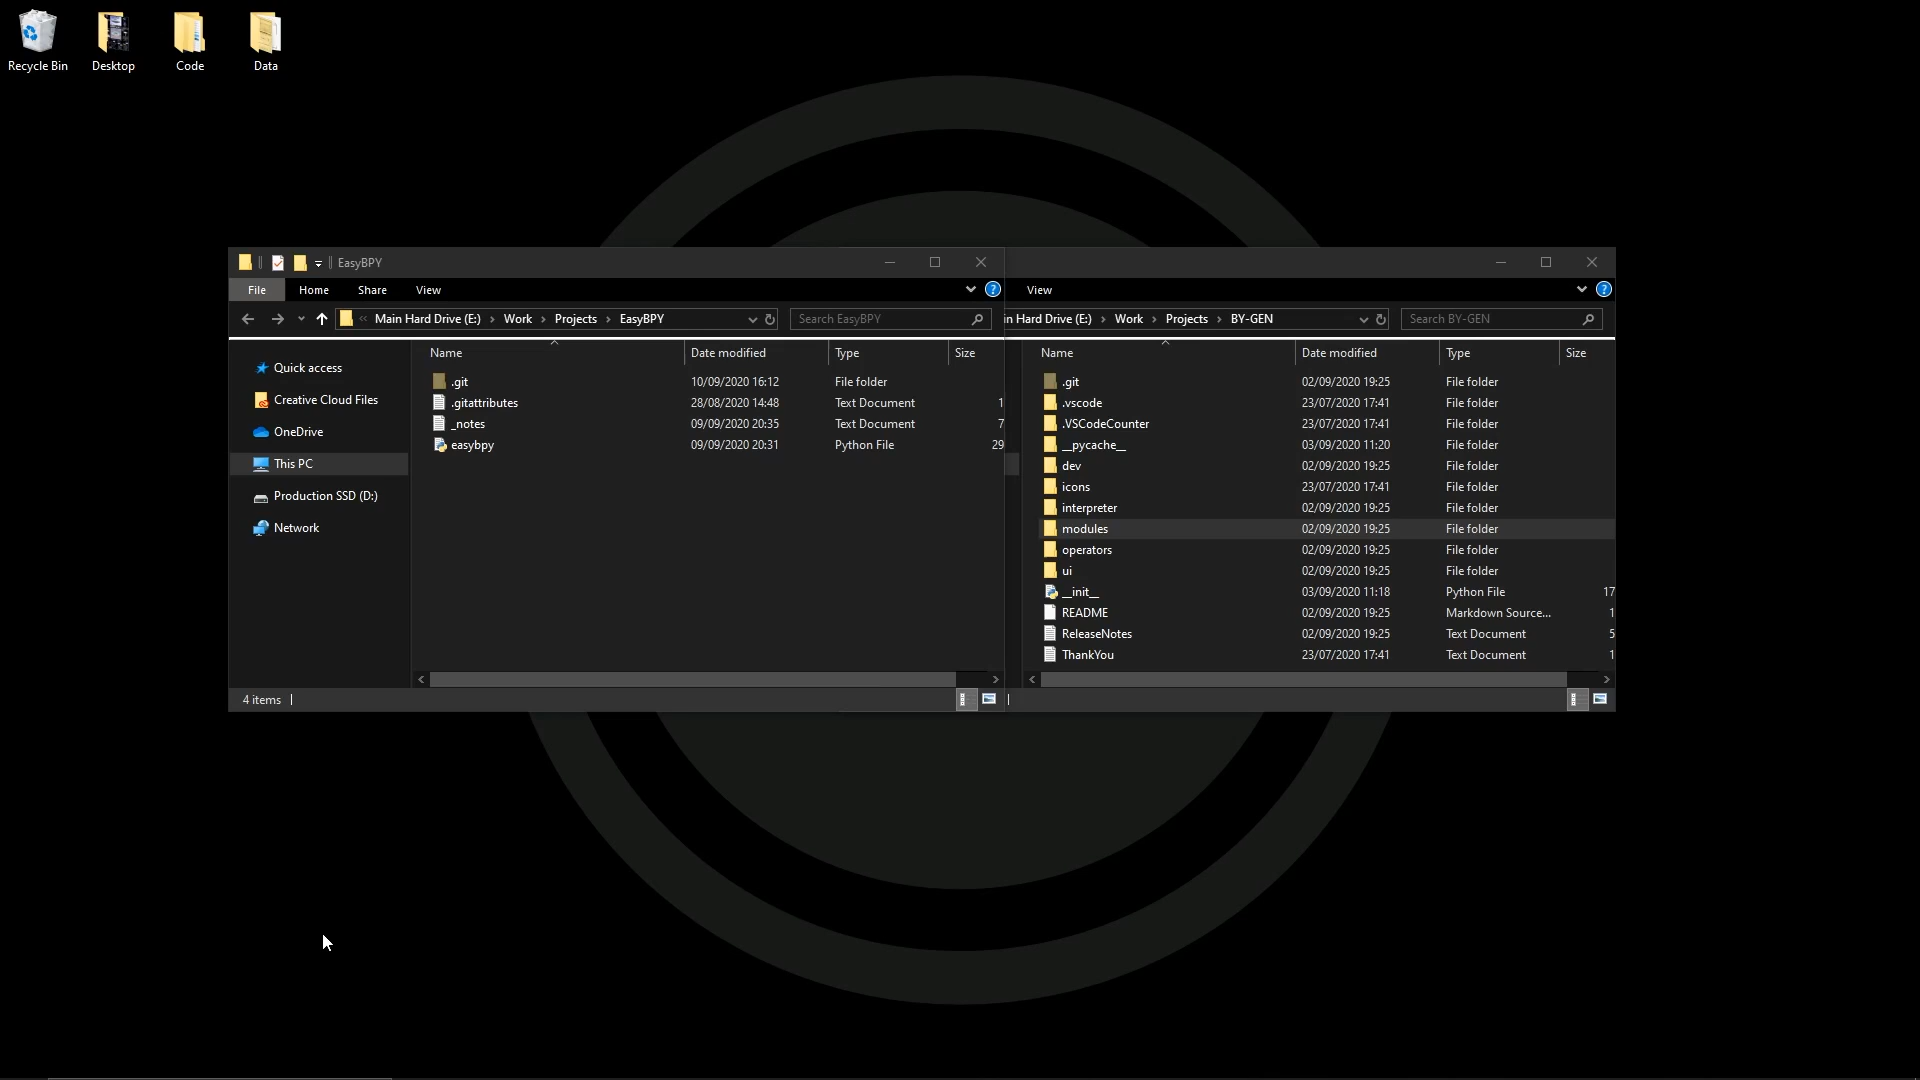 Recycle Bin
Desktop
Code
Data
EasyBPY
File Home Share View
Main Hard Drive (E:) Work Projects EasyBPY
Search EasyBPY
Quick access
Creative Cloud Files
OneDrive
This PC
Production SSD (D:)
Network
Name Date modified Type Size
.git 10/09/2020 16:12 File folder
.gitattributes 28/08/2020 14:48 Text Document 1
_notes 09/09/2020 20:35 Text Document 7
easybpy 09/09/2020 20:31 Python File 29
4 items
View
in Hard Drive (E:) Work Projects BY-GEN
Search BY-GEN
Name Date modified Type Size
.git 02/09/2020 19:25 File folder
.vscode 23/07/2020 17:41 File folder
.VSCodeCounter 23/07/2020 17:41 File folder
__pycache__ 03/09/2020 11:20 File folder
dev 02/09/2020 19:25 File folder
icons 23/07/2020 17:41 File folder
interpreter 02/09/2020 19:25 File folder
modules 02/09/2020 19:25 File folder
operators 02/09/2020 19:25 File folder
ui 02/09/2020 19:25 File folder
__init__ 03/09/2020 11:18 Python File 17
README 02/09/2020 19:25 Markdown Source... 1
ReleaseNotes 02/09/2020 19:25 Text Document 5
ThankYou 23/07/2020 17:41 Text Document 1